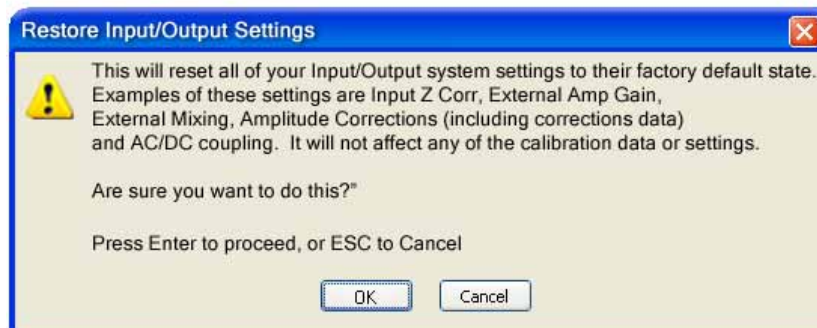 Restore Input/Output Settings
This will reset all of your Input/Output system settings to their factory default state.
Examples of these settings are Input Z Corr, External Amp Gain,
External Mixing, Amplitude Corrections (including corrections data)
and AC/DC coupling. It will not affect any of the calibration data or settings.
Are sure you want to do this?"
Press Enter to proceed, or ESC to Cancel
OK
Cancel